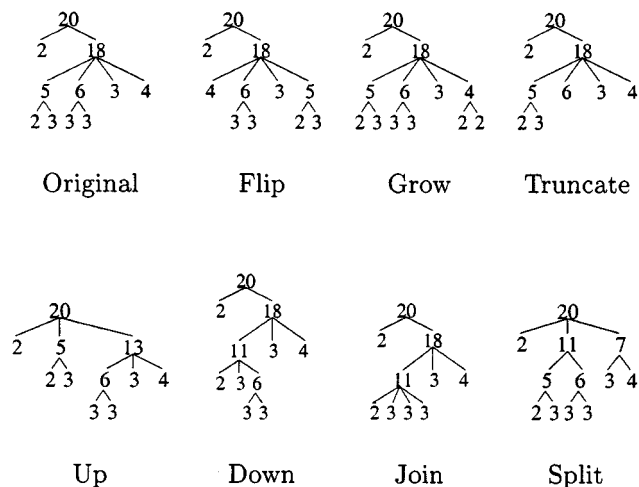 20 20 20 20
2 18 2 18 2 18 2 18
5 6 3 4 4 6 3 5 5 6 3 4 5 6 3 4
2 3 3 3 3 3 2 3 2 3 3 3 2 2 2 3
Original Flip Grow Truncate
20
20 2 18 20 20
2 5 13 11 3 4 2 18 2 11 7
2 3 6 3 4 2 3 6 11 3 4 5 6 3 4
3 3 3 3 2 3 3 3 2 3 3 3
Up Down Join Split